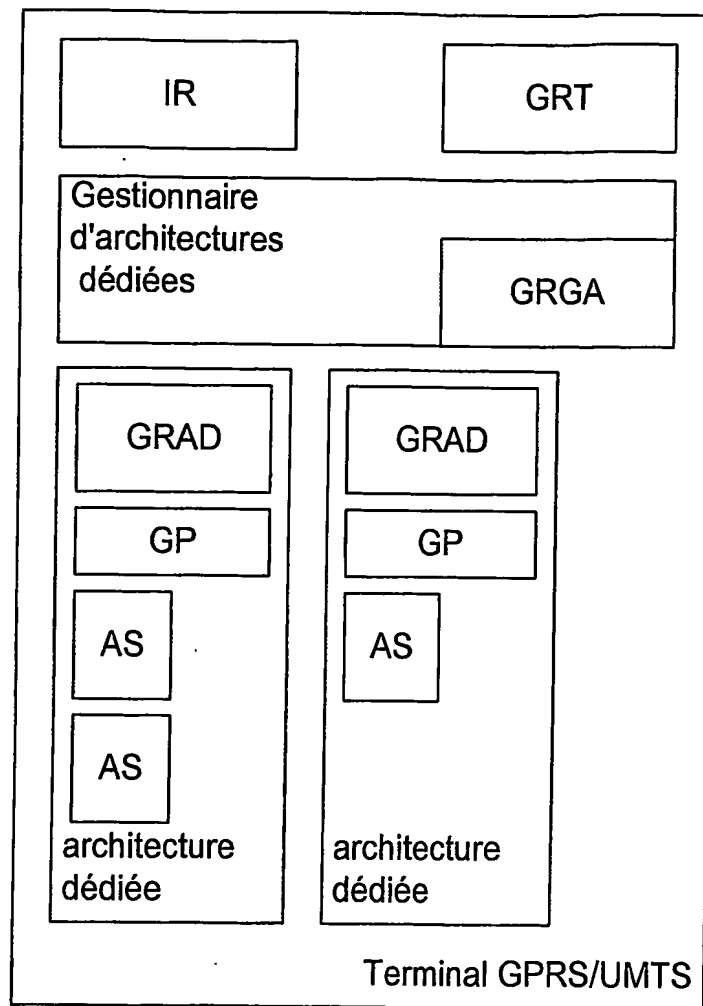 IR
GRT
Gestionnaire
d'architectures
dédiées
GRGA
GRAD
GP
AS
AS
architecture
dédiée
GRAD
GP
AS
architecture
dédiée
Terminal GPRS/UMTS